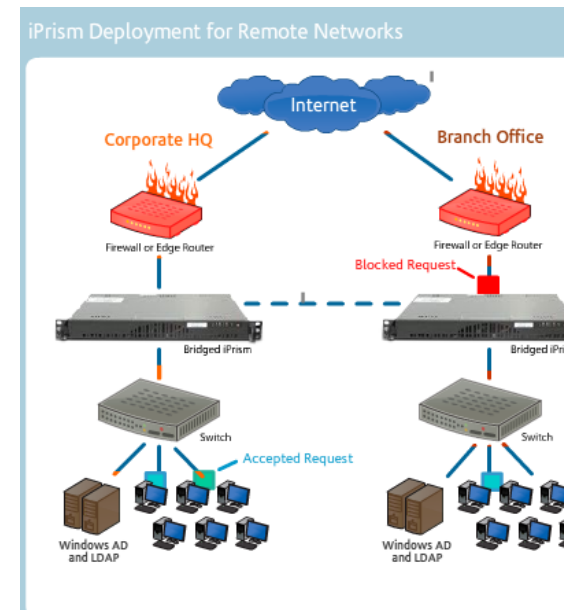 iPrism Deployment for Remote Networks
Internet
Corporate HQ
Branch Office
Firewall or Edge Router
Firewall or Edge Router
Blocked Request
Bridged iPrism
Bridged iPri
Switch
Switch
Accepted Request
Windows AD
and LDAP
Windows AD
and LDAP